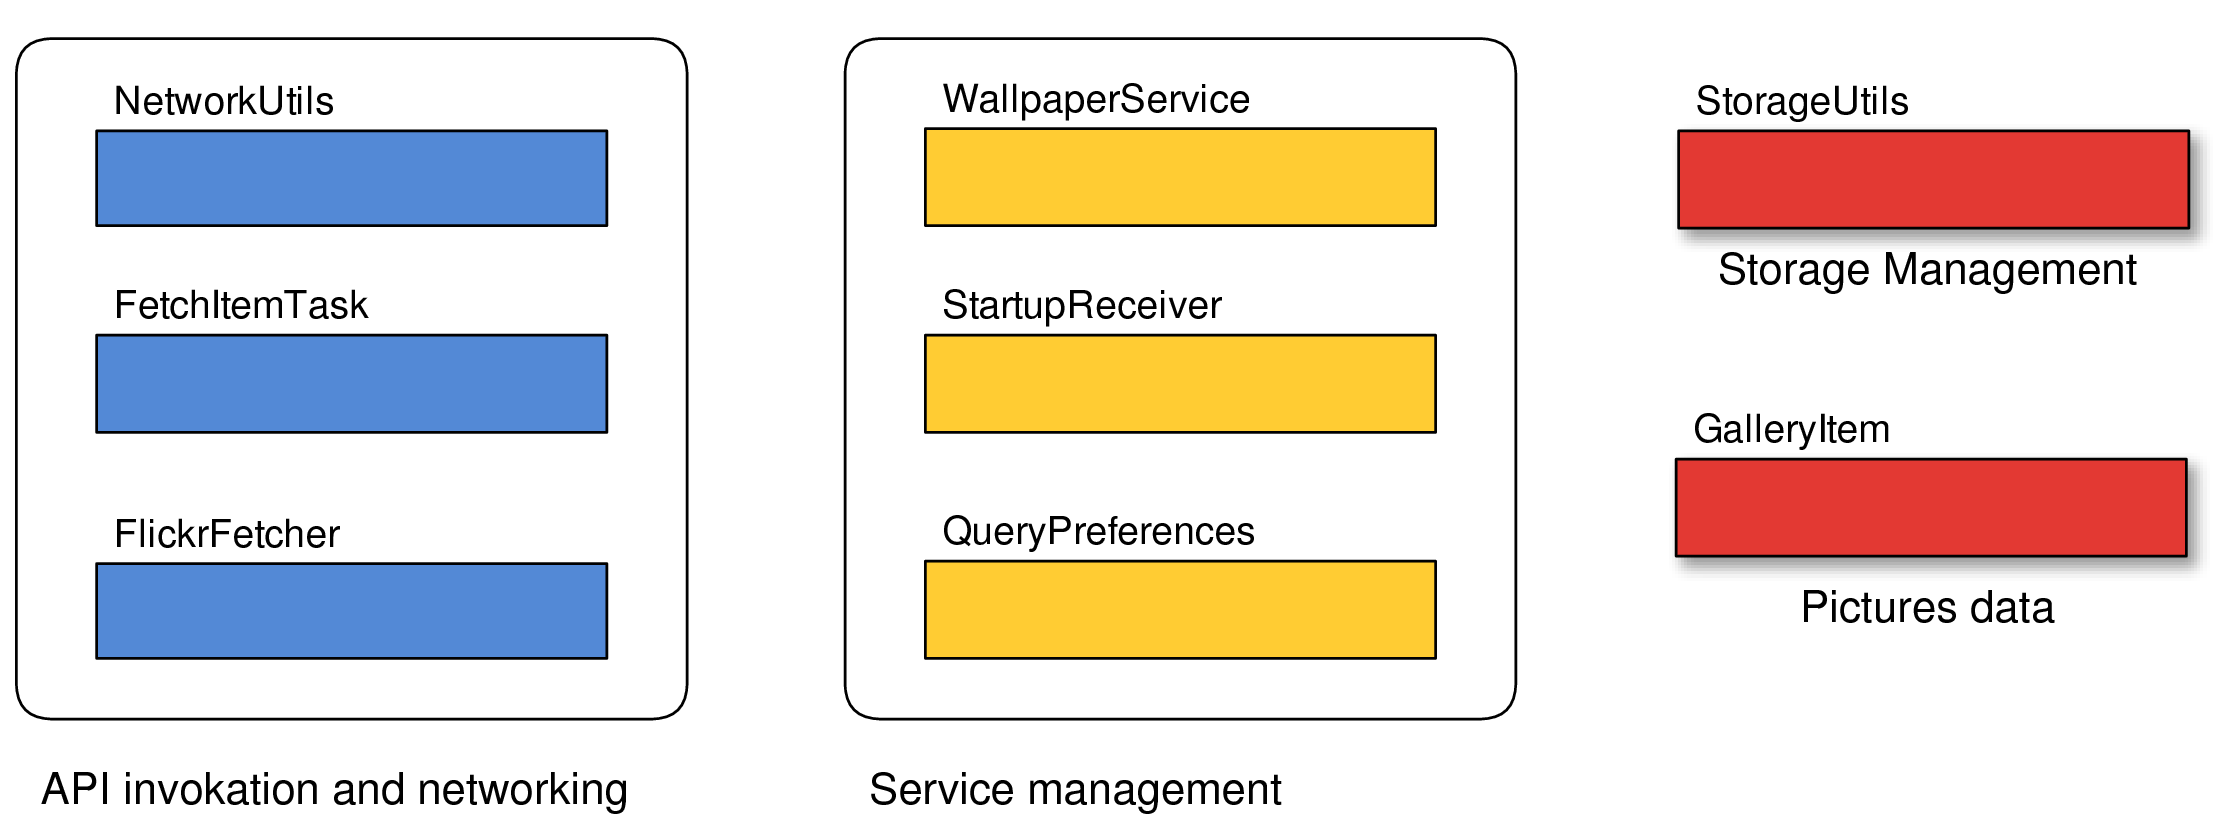 NetworkUtils
FetchItemTask
FlickrFetcher
API invokation and networking
WallpaperService
StartupReceiver
QueryPreferences
Service management
StorageUtils
Storage Management
GalleryItem
Pictures data